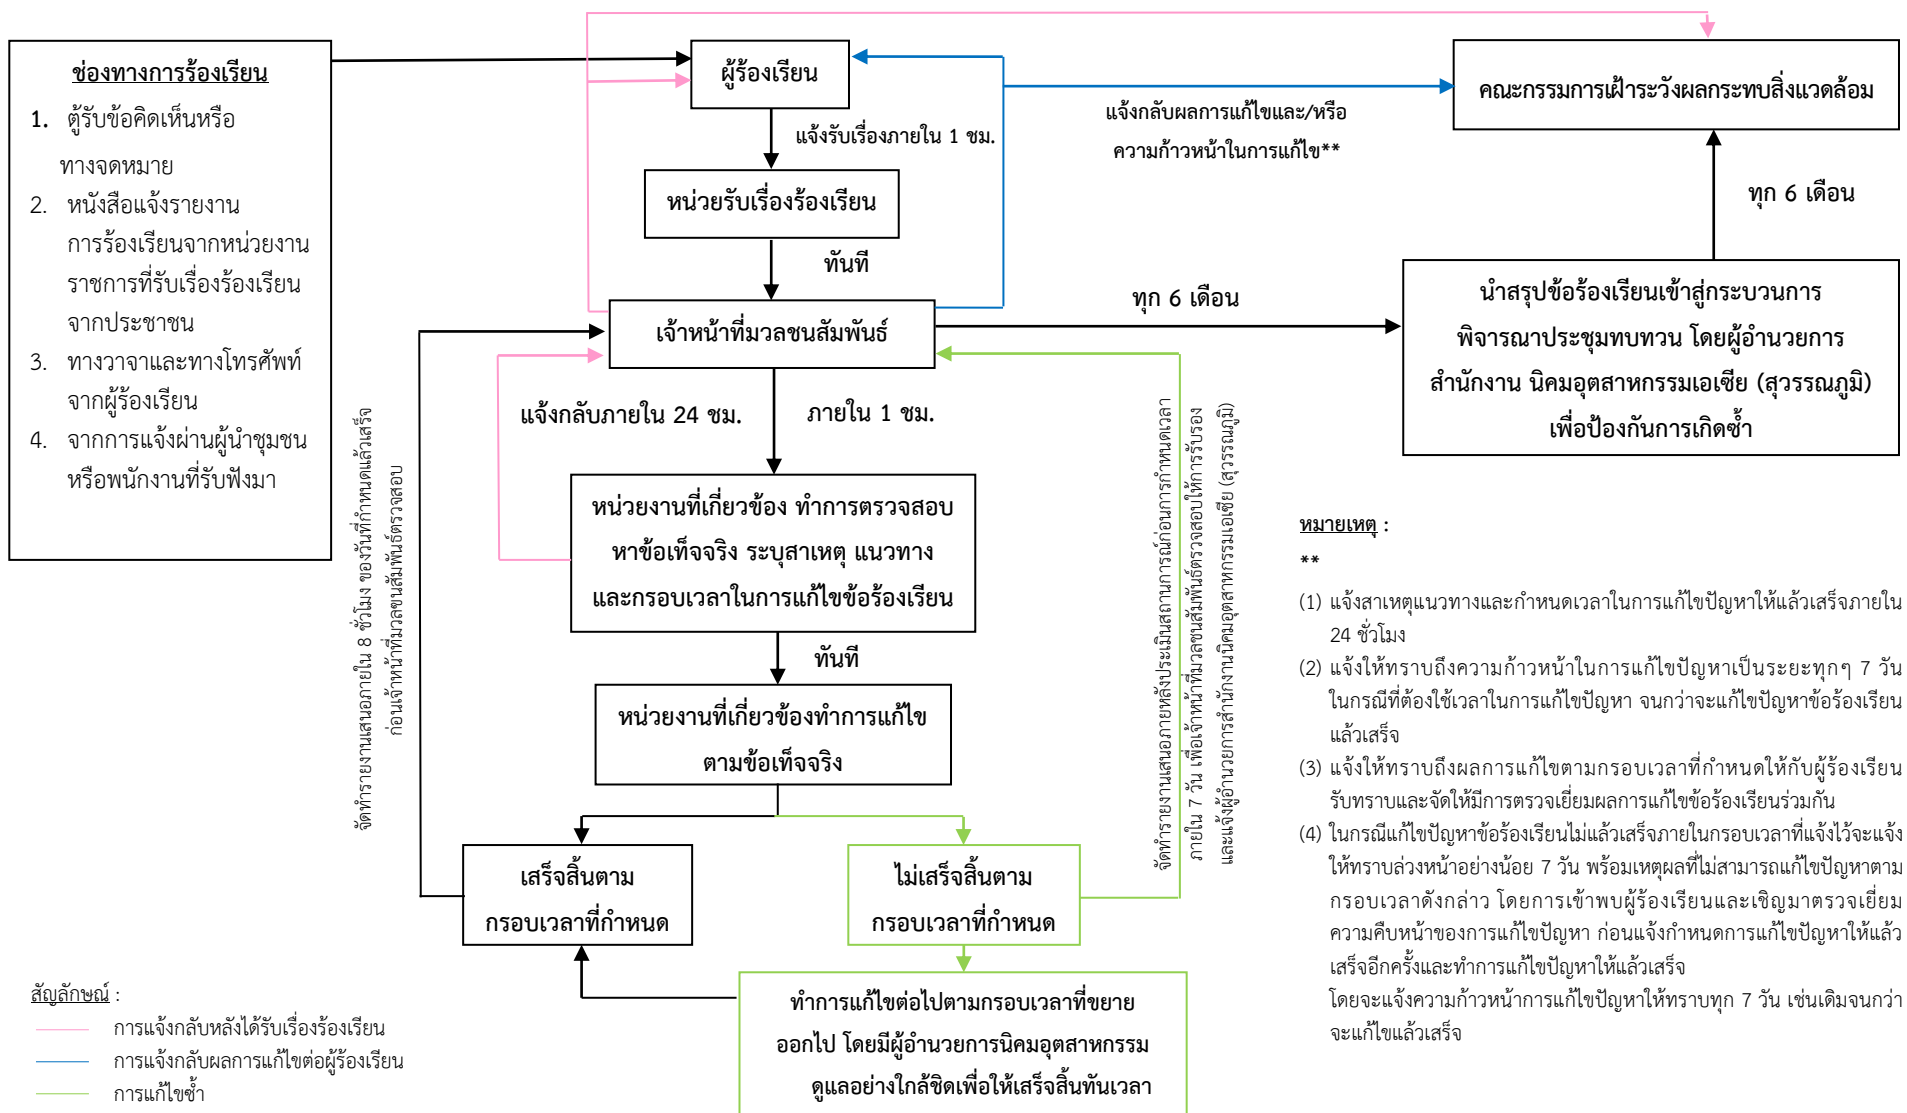 ช่องทางการร้องเรียน
1. ตู้รับข้อคิดเห็นหรือ
ทางจดหมาย
2. หนังสือแจ้งรายงาน
การร้องเรียนจากหน่วยงาน
ราชการที่รับเรื่องร้องเรียน
จากประชาชน
3. ทางวาจาและทางโทรศัพท์
จากผู้ร้องเรียน
4. จากการแจ้งผ่านผู้นำชุมชน
หรือพนักงานที่รับฟังมา
ผู้ร้องเรียน
แจ้งรับเรื่องภายใน 1 ชม.
หน่วยรับเรื่องร้องเรียน
ทันที
เจ้าหน้าที่มวลชนสัมพันธ์
แจ้งกลับภายใน 24 ชม.
ภายใน 1 ชม.
หน่วยงานที่เกี่ยวข้อง ทำการตรวจสอบ
หาข้อเท็จจริง ระบุสาเหตุ แนวทาง
และกรอบเวลาในการแก้ไขข้อร้องเรียน
ทันที
หน่วยงานที่เกี่ยวข้องทำการแก้ไข
ตามข้อเท็จจริง
เสร็จสิ้นตาม
กรอบเวลาที่กำหนด
ไม่เสร็จสิ้นตาม
กรอบเวลาที่กำหนด
ทำการแก้ไขต่อไปตามกรอบเวลาที่ขยาย
ออกไป โดยมีผู้อำนวยการนิคมอุตสาหกรรม
ดูแลอย่างใกล้ชิดเพื่อให้เสร็จสิ้นทันเวลา
จัดทำรายงานเสนอภายใน 8 ชั่วโมง ของวันที่กำหนดแล้วเสร็จ
ก่อนเจ้าหน้าที่มวลชนสัมพันธ์ตรวจสอบ
จัดทำรายงานเสนอภายหลังประเมินสถานการณ์ก่อนการกำหนดเวลา
ภายใน 7 วัน เพื่อเจ้าหน้าที่มวลชนสัมพันธ์ตรวจสอบให้การรับรอง
และแจ้งผู้อำนวยการสำนักงานนิคมอุตสาหกรรมเอเซีย (สุวรรณภูมิ)
แจ้งกลับผลการแก้ไขและ/หรือ
ความก้าวหน้าในการแก้ไข**
คณะกรรมการเฝ้าระวังผลกระทบสิ่งแวดล้อม
ทุก 6 เดือน
ทุก 6 เดือน
นำสรุปข้อร้องเรียนเข้าสู่กระบวนการ
พิจารณาประชุมทบทวน โดยผู้อำนวยการ
สำนักงาน นิคมอุตสาหกรรมเอเซีย (สุวรรณภูมิ)
เพื่อป้องกันการเกิดซ้ำ
หมายเหตุ :
**
(1) แจ้งสาเหตุแนวทางและกำหนดเวลาในการแก้ไขปัญหาให้แล้วเสร็จภายใน
24 ชั่วโมง
(2) แจ้งให้ทราบถึงความก้าวหน้าในการแก้ไขปัญหาเป็นระยะทุกๆ 7 วัน
ในกรณีที่ต้องใช้เวลาในการแก้ไขปัญหา จนกว่าจะแก้ไขปัญหาข้อร้องเรียน
แล้วเสร็จ
(3) แจ้งให้ทราบถึงผลการแก้ไขตามกรอบเวลาที่กำหนดให้กับผู้ร้องเรียน
รับทราบและจัดให้มีการตรวจเยี่ยมผลการแก้ไขข้อร้องเรียนร่วมกัน
(4) ในกรณีแก้ไขปัญหาข้อร้องเรียนไม่แล้วเสร็จภายในกรอบเวลาที่แจ้งไว้จะแจ้ง
ให้ทราบล่วงหน้าอย่างน้อย 7 วัน พร้อมเหตุผลที่ไม่สามารถแก้ไขปัญหาตาม
กรอบเวลาดังกล่าว โดยการเข้าพบผู้ร้องเรียนและเชิญมาตรวจเยี่ยม
ความคืบหน้าของการแก้ไขปัญหา ก่อนแจ้งกำหนดการแก้ไขปัญหาให้แล้ว
เสร็จอีกครั้งและทำการแก้ไขปัญหาให้แล้วเสร็จ
โดยจะแจ้งความก้าวหน้าการแก้ไขปัญหาให้ทราบทุก 7 วัน เช่นเดิมจนกว่า
จะแก้ไขแล้วเสร็จ
สัญลักษณ์ :
การแจ้งกลับหลังได้รับเรื่องร้องเรียน
การแจ้งกลับผลการแก้ไขต่อผู้ร้องเรียน
การแก้ไขซ้ำ